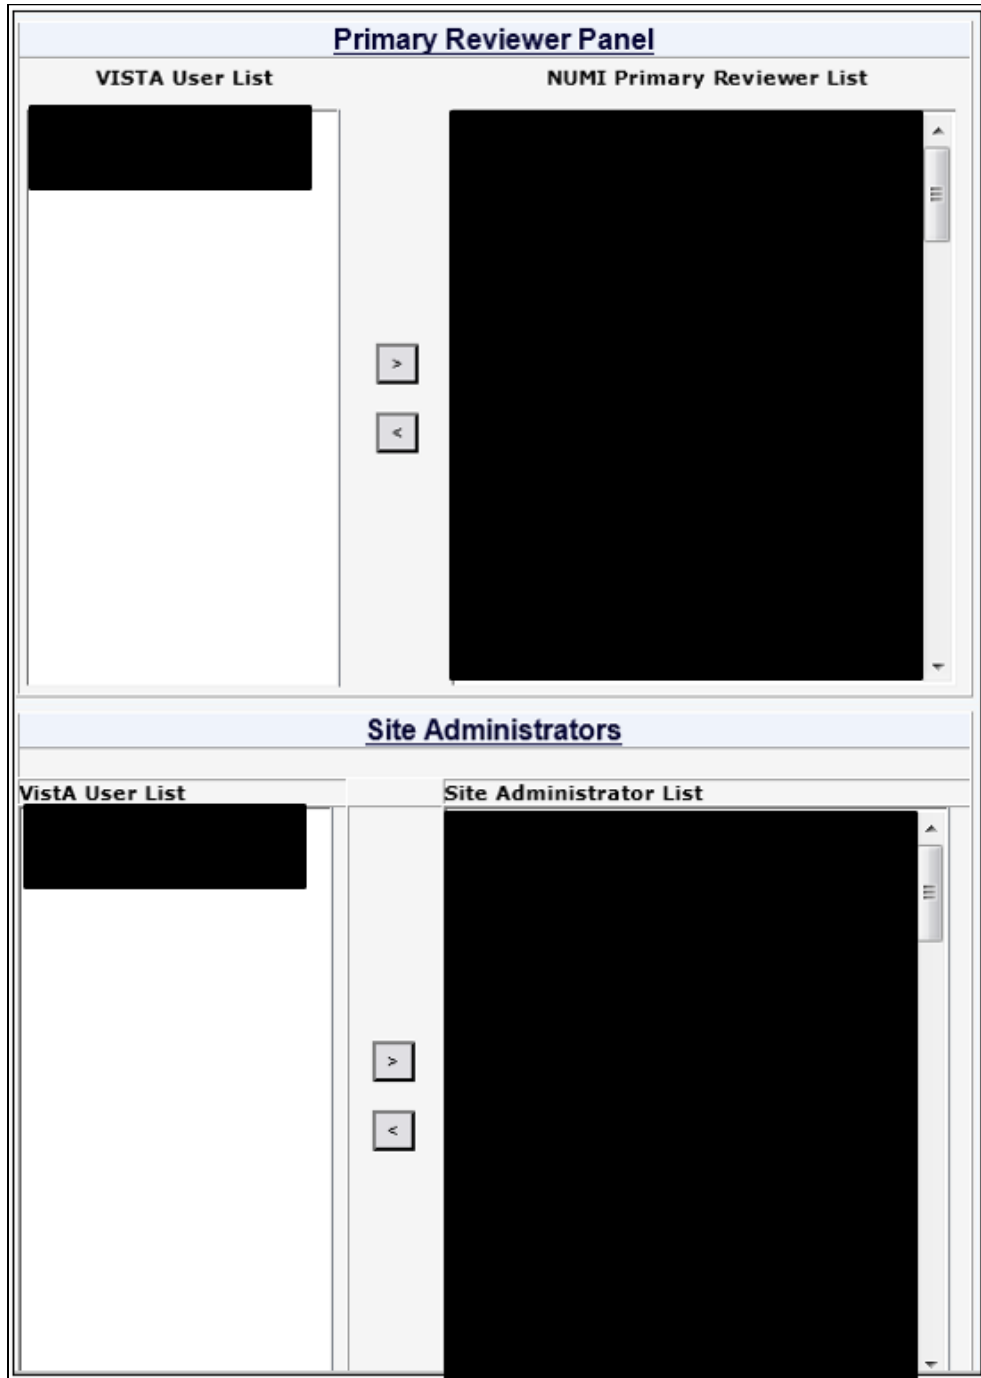 Primary Reviewer Panel
VISTA User List NUMI Primary Reviewer List
>
<
Site Administrators
VistA User List Site Administrator List
>
<